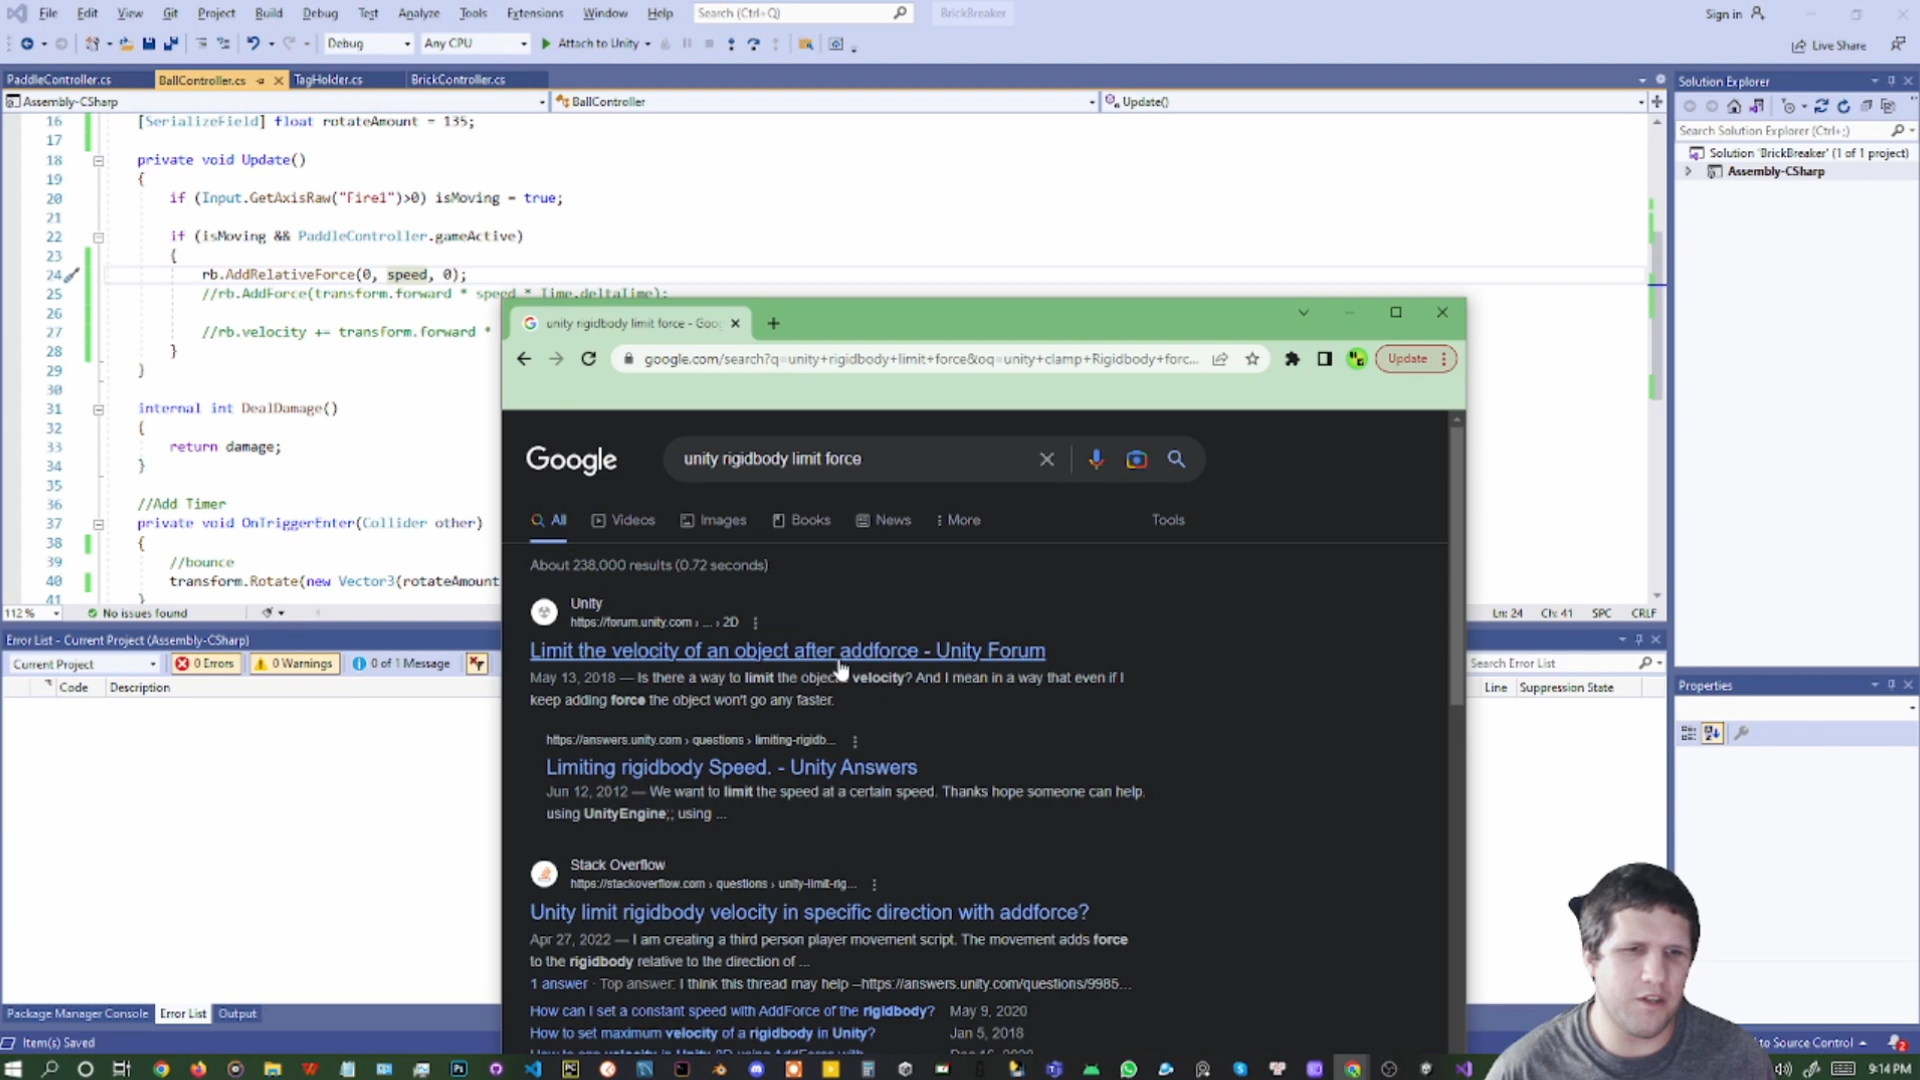 File Edit View Git Project Build Debug Test Analyze Tools Extensions Window Help Search (Ctrl+Q) BrickBreaker Sign in
Debug Any CPU Attach to Unity Live Share
PaddleController.cs BallController.cs TagHolder.cs BrickController.cs
Assembly-CSharp BallController Update()
16 [SerializeField] float rotateAmount = 135;
17
18 private void Update()
19 {
20 if (Input.GetAxisRaw("Fire1")>0) isMoving = true;
21
22 if (isMoving && PaddleController.gameActive)
23 {
24 rb.AddRelativeForce(0, speed, 0);
25 //rb.AddForce(transform.forward * speed * Time.deltaTime);
26
27 //rb.velocity += transform.forward *
28 }
29 }
30
31 internal int DealDamage()
32 {
33 return damage;
34 }
35
36 //Add Timer
37 private void OnTriggerEnter(Collider other)
38 {
39 //bounce
40 transform.Rotate(new Vector3(rotateAmount
41
112 % No issues found Ln: 24 Ch: 41 SPC CRLF
Error List - Current Project (Assembly-CSharp)
Current Project 0 Errors 0 Warnings 0 of 1 Message Search Error List
Code Description Line Suppression State
Package Manager Console Error List Output
Item(s) Saved to Source Control 2
Solution Explorer
Search Solution Explorer (Ctrl+;)
Solution 'BrickBreaker' (1 of 1 project)
Assembly-CSharp
Properties
unity rigidbody limit force - Goo
google.com/search?q=unity+rigidbody+limit+force&oq=unity+clamp+Rigidbody+forc... Update
Google unity rigidbody limit force
All Videos Images Books News More Tools
About 238,000 results (0.72 seconds)
Unity
https://forum.unity.com › ... › 2D
Limit the velocity of an object after addforce - Unity Forum
May 13, 2018 — Is there a way to limit the object velocity? And I mean in a way that even if I
keep adding force the object won't go any faster.
https://answers.unity.com › questions › limiting-rigidb...
Limiting rigidbody Speed. - Unity Answers
Jun 12, 2012 — We want to limit the speed at a certain speed. Thanks hope someone can help.
using UnityEngine;; using ...
Stack Overflow
https://stackoverflow.com › questions › unity-limit-rig...
Unity limit rigidbody velocity in specific direction with addforce?
Apr 27, 2022 — I am creating a third person player movement script. The movement adds force
to the rigidbody relative to the direction of ...
1 answer · Top answer: I think this thread may help --https://answers.unity.com/questions/9985...
How can I set a constant speed with AddForce of the rigidbody? May 9, 2020
How to set maximum velocity of a rigidbody in Unity? Jan 5, 2018
9:14 PM